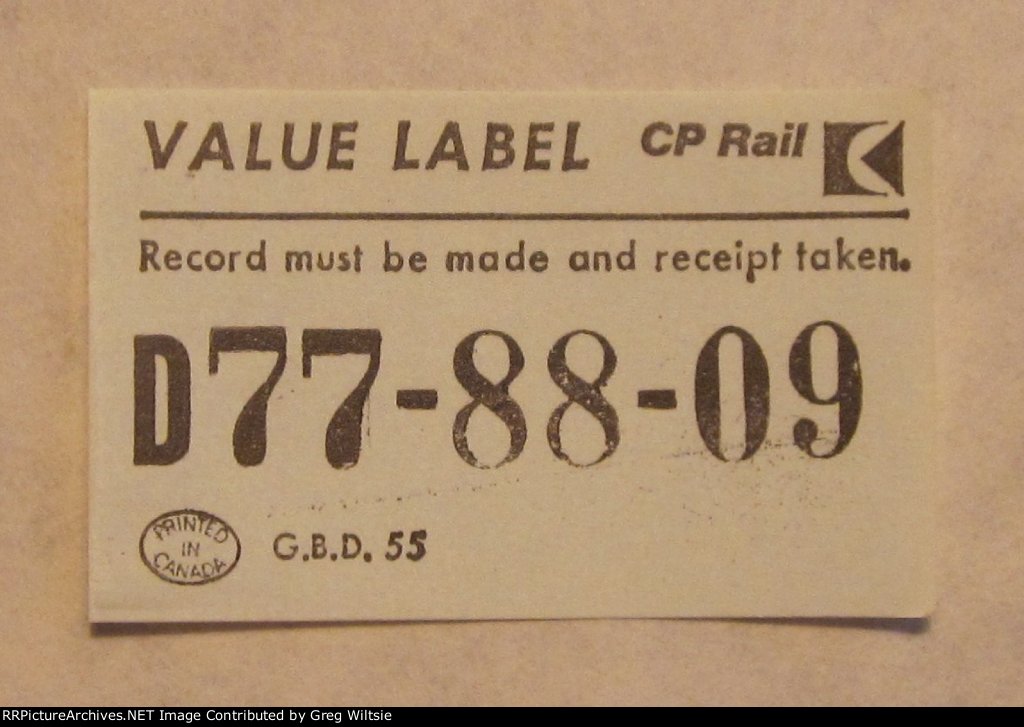 VALUE LABEL CP Rail
Record must be made and receipt taken.
D77-88-09
PRINTED
IN
CANADA
G.B.D. 55
RRPictureArchives.NET Image Contributed by Greg Wiltsie